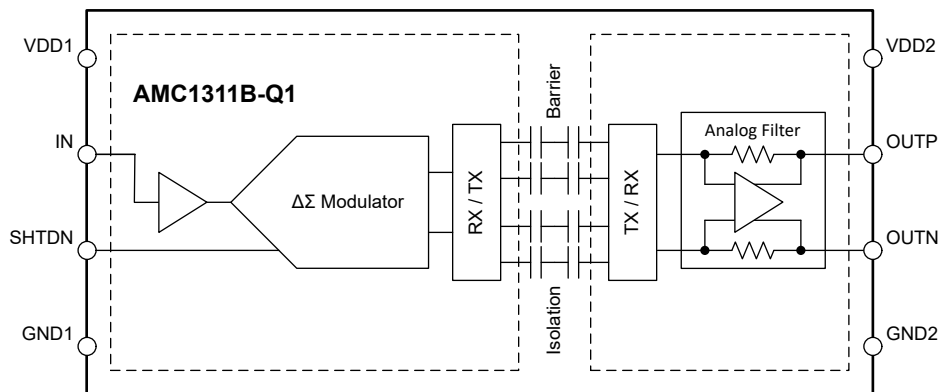 VDD1
VDD2
AMC1311B-Q1
Barrier
IN
Analog Filter
OUTP
ΔΣ Modulator
RX / TX
TX / RX
SHTDN
OUTN
Isolation
GND1
GND2